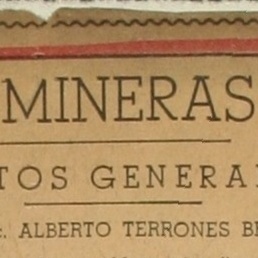 MINERAS
TOS GENERA
. ALBERTO TERRONES B